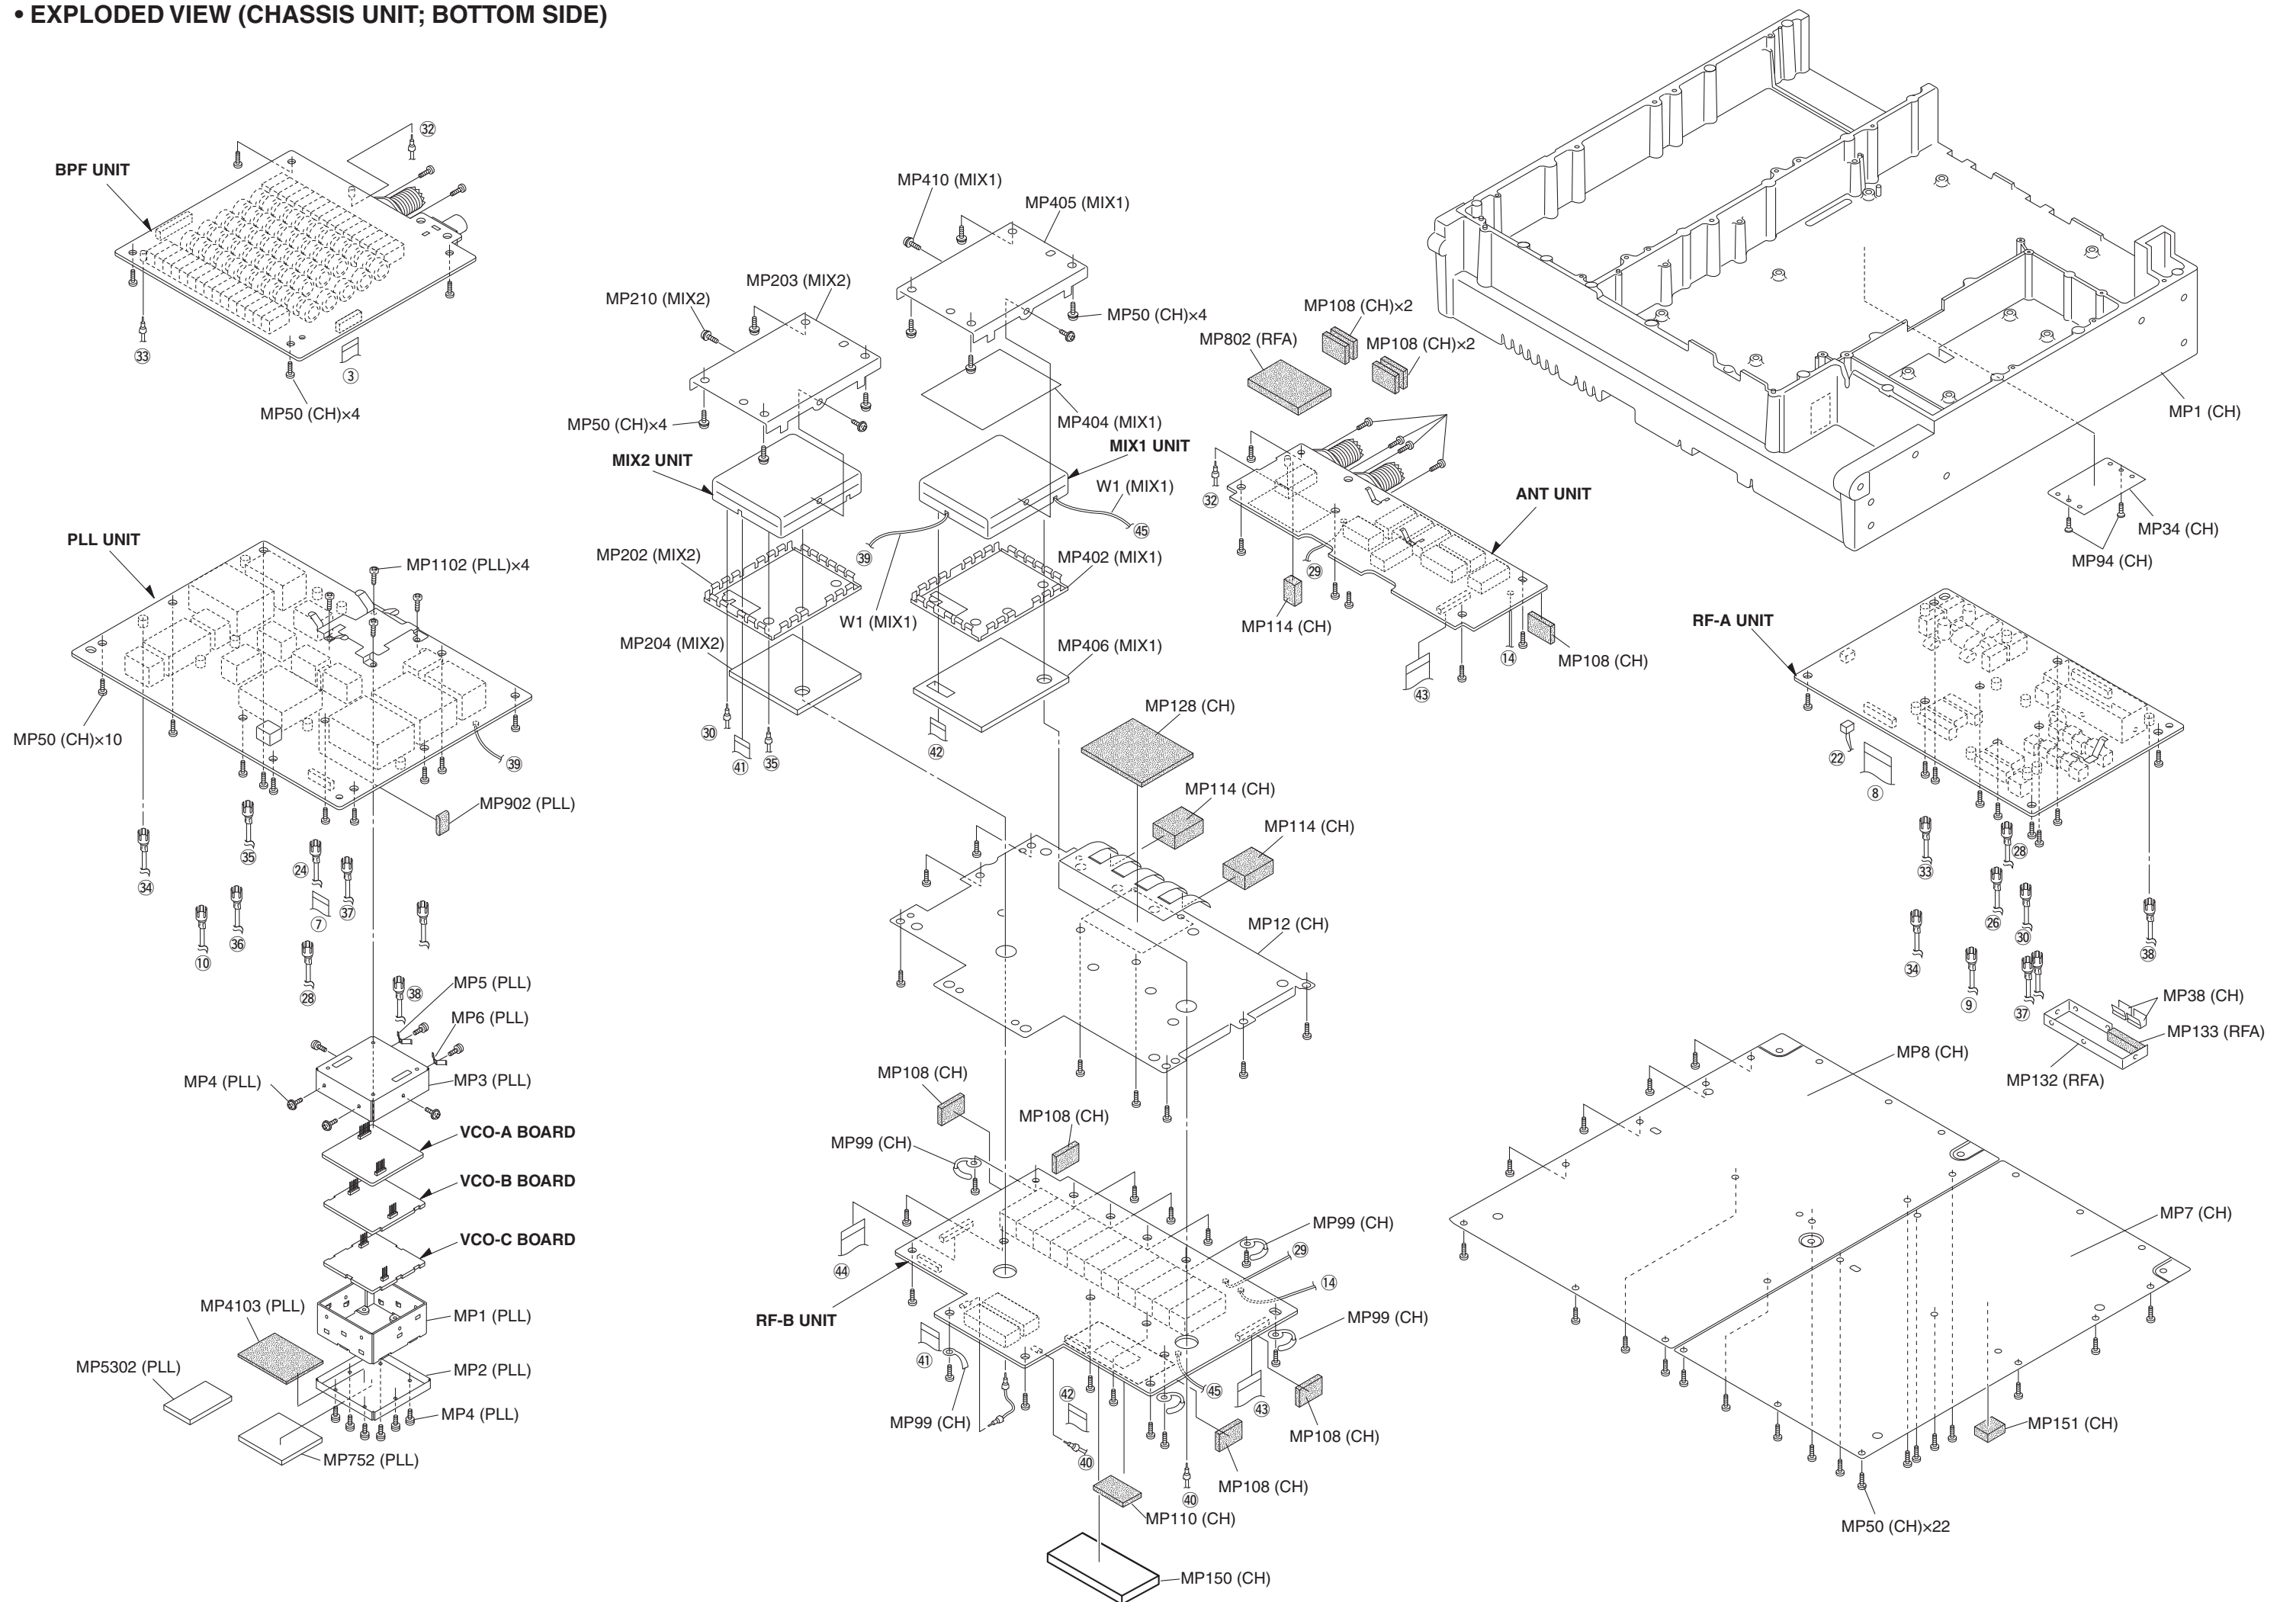 • EXPLODED VIEW (CHASSIS UNIT; BOTTOM SIDE)
BPF UNIT
㉜
㉝
③
MP50 (CH)×4
PLL UNIT
MP1102 (PLL)×4
MP50 (CH)×10
㊴
MP902 (PLL)
㉞
㉟
㉔
㊲
⑦
⑩
㊱
㉘
㊳
MP5 (PLL)
MP6 (PLL)
MP4 (PLL)
MP3 (PLL)
VCO-A BOARD
VCO-B BOARD
VCO-C BOARD
MP4103 (PLL)
MP1 (PLL)
MP5302 (PLL)
MP2 (PLL)
MP4 (PLL)
MP752 (PLL)
MP410 (MIX1)
MP405 (MIX1)
MP203 (MIX2)
MP210 (MIX2)
MP50 (CH)×4
MP50 (CH)×4
MP404 (MIX1)
MIX2 UNIT
MIX1 UNIT
W1 (MIX1)
㊺
㊴
MP202 (MIX2)
MP402 (MIX1)
W1 (MIX1)
MP204 (MIX2)
MP406 (MIX1)
㉚
㊶
㉟
㊷
MP128 (CH)
MP114 (CH)
MP114 (CH)
MP12 (CH)
MP108 (CH)
MP108 (CH)
MP99 (CH)
MP99 (CH)
㉙
⑭
㊹
RF-B UNIT
MP99 (CH)
㊶
MP99 (CH)
㊷
㊺
㊸
MP108 (CH)
㊵
MP108 (CH)
㊵
MP110 (CH)
MP150 (CH)
MP108 (CH)×2
MP802 (RFA)
MP108 (CH)×2
㉜
ANT UNIT
㉙
MP114 (CH)
⑭
MP108 (CH)
㊸
MP1 (CH)
MP34 (CH)
MP94 (CH)
RF-A UNIT
㉒
⑧
㉝
㉘
㉖
㉚
㉞
㊳
⑨
㊲
MP38 (CH)
MP133 (RFA)
MP132 (RFA)
MP8 (CH)
MP7 (CH)
MP151 (CH)
MP50 (CH)×22